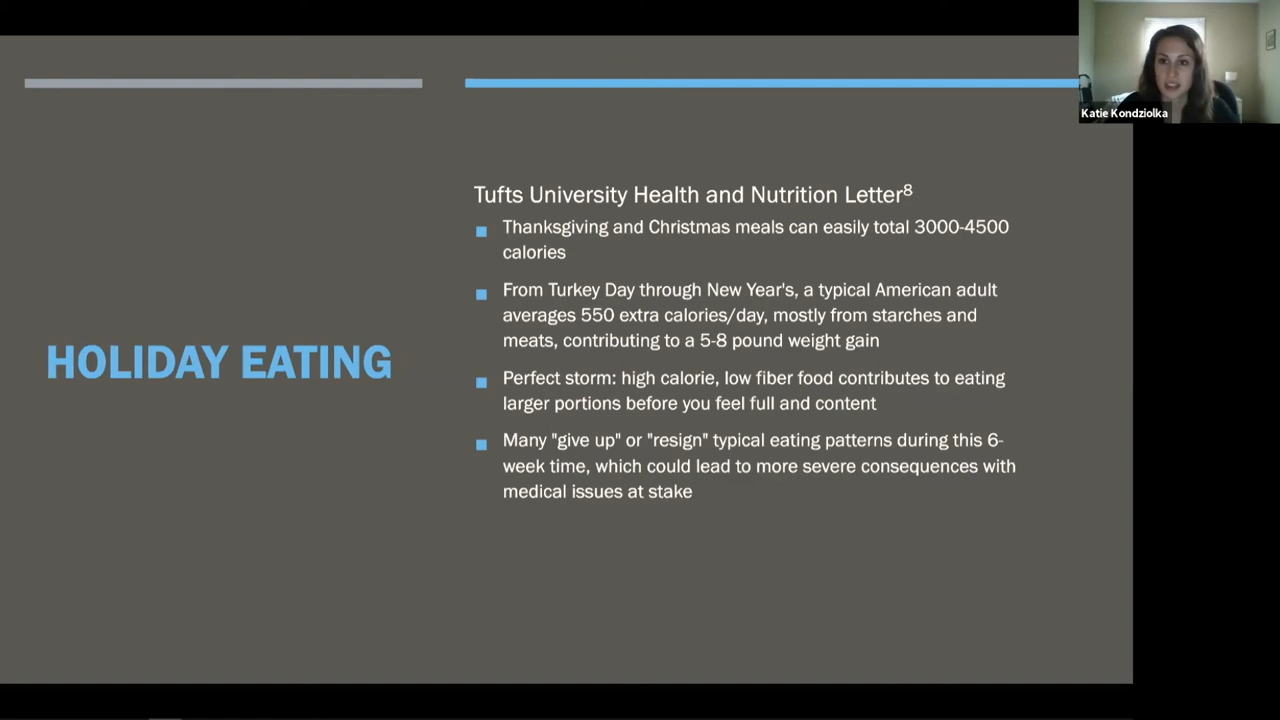 Katie Kondziolka
HOLIDAY EATING
Tufts University Health and Nutrition Letter8
Thanksgiving and Christmas meals can easily total 3000-4500
calories
From Turkey Day through New Year's, a typical American adult
averages 550 extra calories/day, mostly from starches and
meats, contributing to a 5-8 pound weight gain
Perfect storm: high calorie, low fiber food contributes to eating
larger portions before you feel full and content
Many "give up" or "resign" typical eating patterns during this 6-
week time, which could lead to more severe consequences with
medical issues at stake